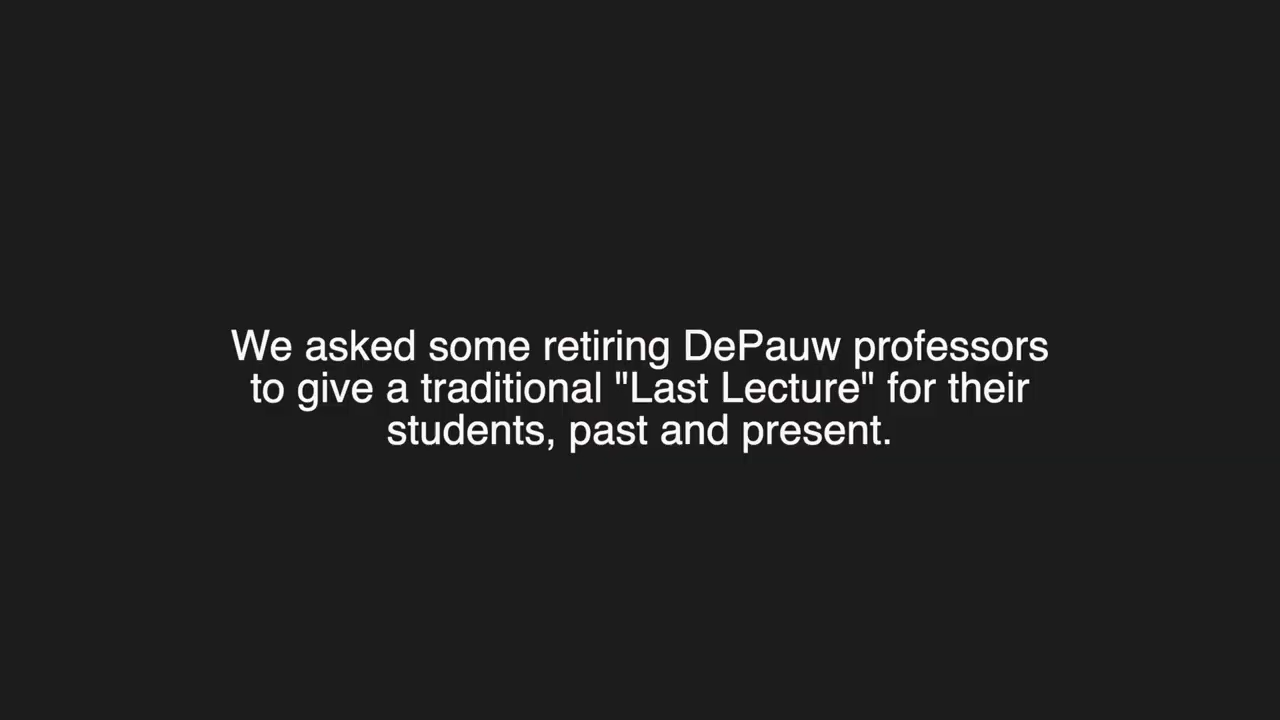 We asked some retiring DePauw professors
to give a traditional "Last Lecture" for their
students, past and present.